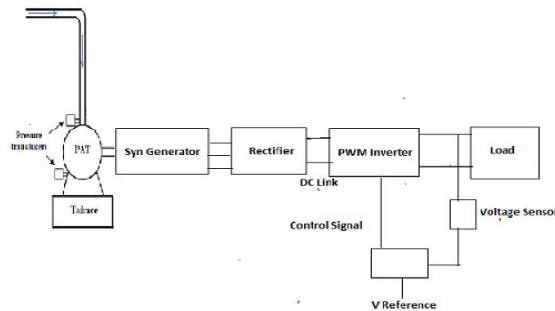 Pressure
transducers
PAT
Tailrace
Syn Generator
Rectifier
DC Link
PWM Inverter
Load
Control Signal
Voltage Sensor
V Reference